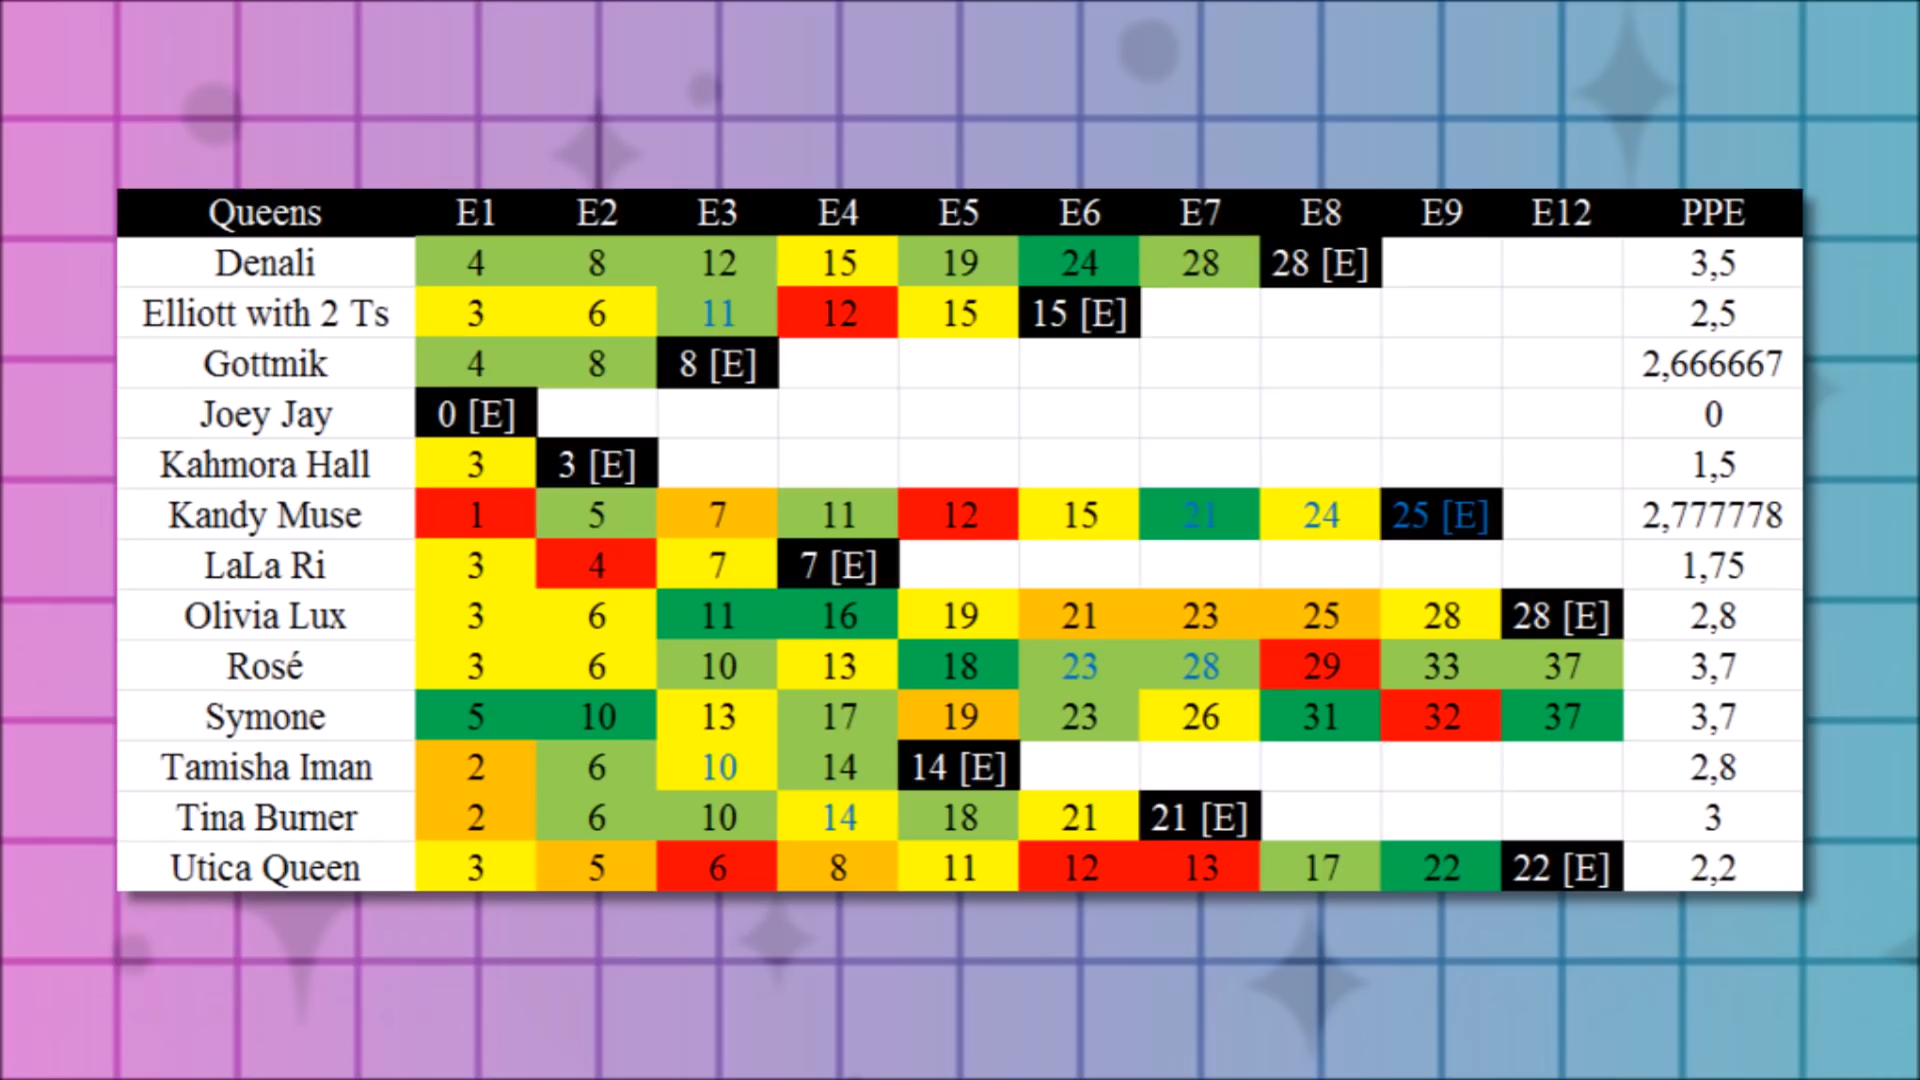 Queens E1 E2 E3 E4 E5 E6 E7 E8 E9 E12 PPE
Denali 4 8 12 15 19 24 28 28 [E] 3,5
Elliott with 2 Ts 3 6 11 12 15 15 [E] 2,5
Gottmik 4 8 8 [E] 2,666667
Joey Jay 0 [E] 0
Kahmora Hall 3 3 [E] 1,5
Kandy Muse 1 5 7 11 12 15 21 24 25 [E] 2,777778
LaLa Ri 3 4 7 7 [E] 1,75
Olivia Lux 3 6 11 16 19 21 23 25 28 28 [E] 2,8
Rosé 3 6 10 13 18 23 28 29 33 37 3,7
Symone 5 10 13 17 19 23 26 31 32 37 3,7
Tamisha Iman 2 6 10 14 14 [E] 2,8
Tina Burner 2 6 10 14 18 21 21 [E] 3
Utica Queen 3 5 6 8 11 12 13 17 22 22 [E] 2,2